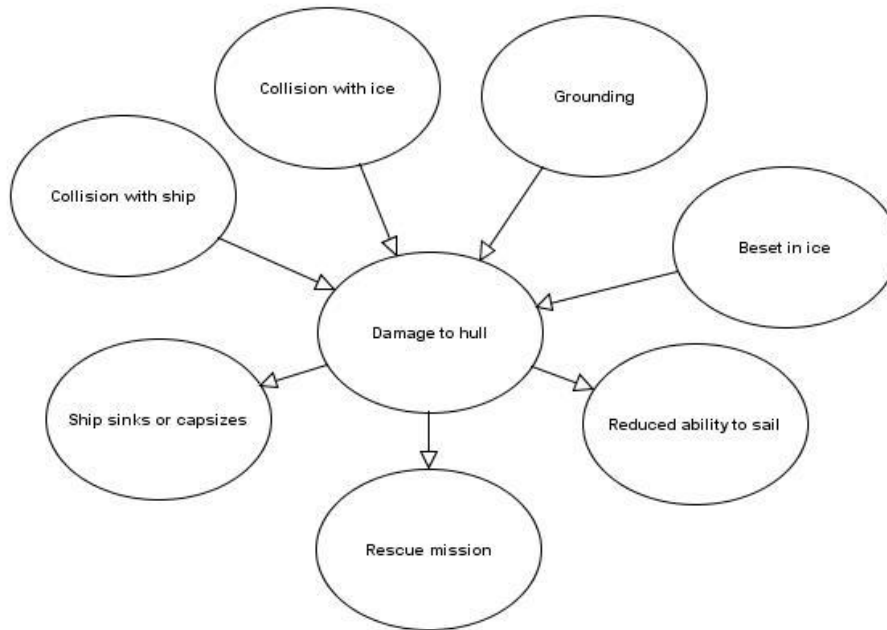 Collision with ice
Grounding
Collision with ship
Beset in ice
Damage to hull
Ship sinks or capsizes
Reduced ability to sail
Rescue mission